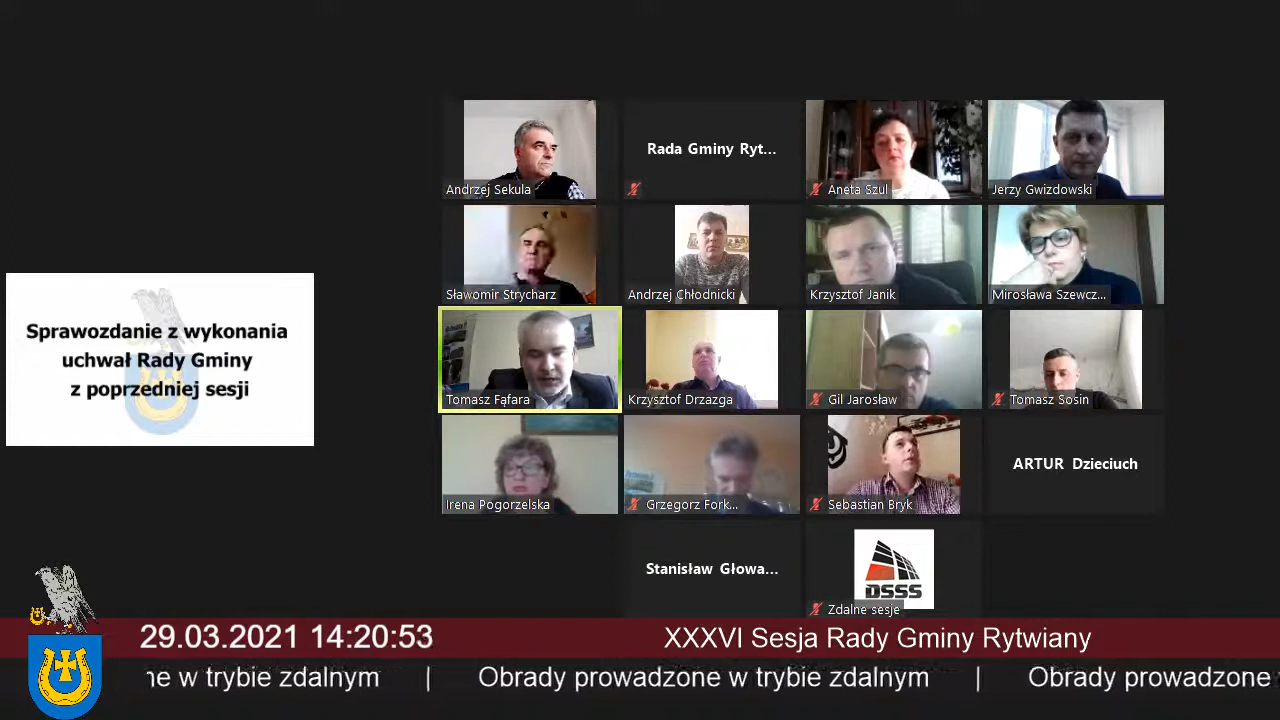 Andrzej Sekula
Rada Gminy Ryt...
Aneta Szul
Jerzy Gwizdowski
Sławomir Strycharz
Andrzej Chłodnicki
Krzysztof Janik
Mirosława Szewcz...
Sprawozdanie z wykonania
uchwał Rady Gminy
z poprzedniej sesji
Tomasz Fąfara
Krzysztof Drzazga
Gil Jarosław
Tomasz Sosin
Irena Pogorzelska
Grzegorz Fork...
Sebastian Bryk
ARTUR Dzieciuch
Stanisław Głowa...
DSSS
Zdalne sesje
29.03.2021 14:20:53
XXXVI Sesja Rady Gminy Rytwiany
ne w trybie zdalnym | Obrady prowadzone w trybie zdalnym | Obrady prowadzone